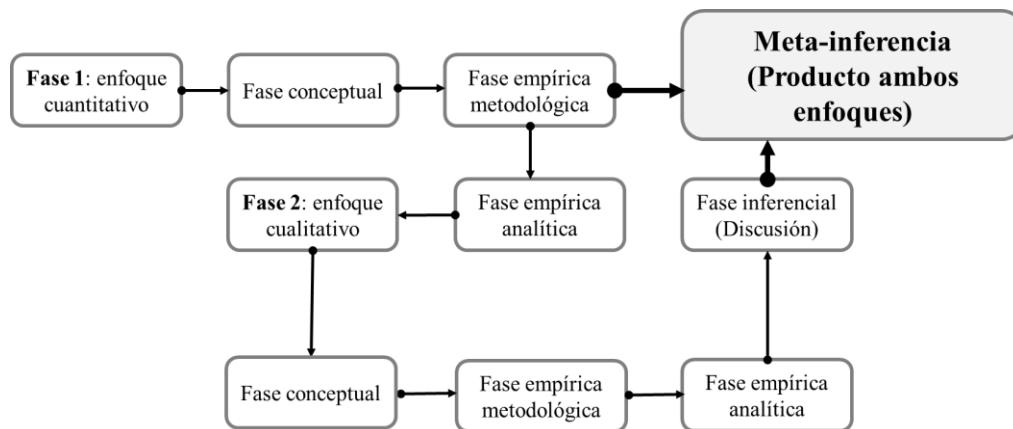 Fase 1: enfoque
cuantitativo
Fase conceptual
Fase empírica
metodológica
Meta-inferencia
(Producto ambos
enfoques)
Fase 2: enfoque
cualitativo
Fase empírica
analítica
Fase inferencial
(Discusión)
Fase conceptual
Fase empírica
metodológica
Fase empírica
analítica